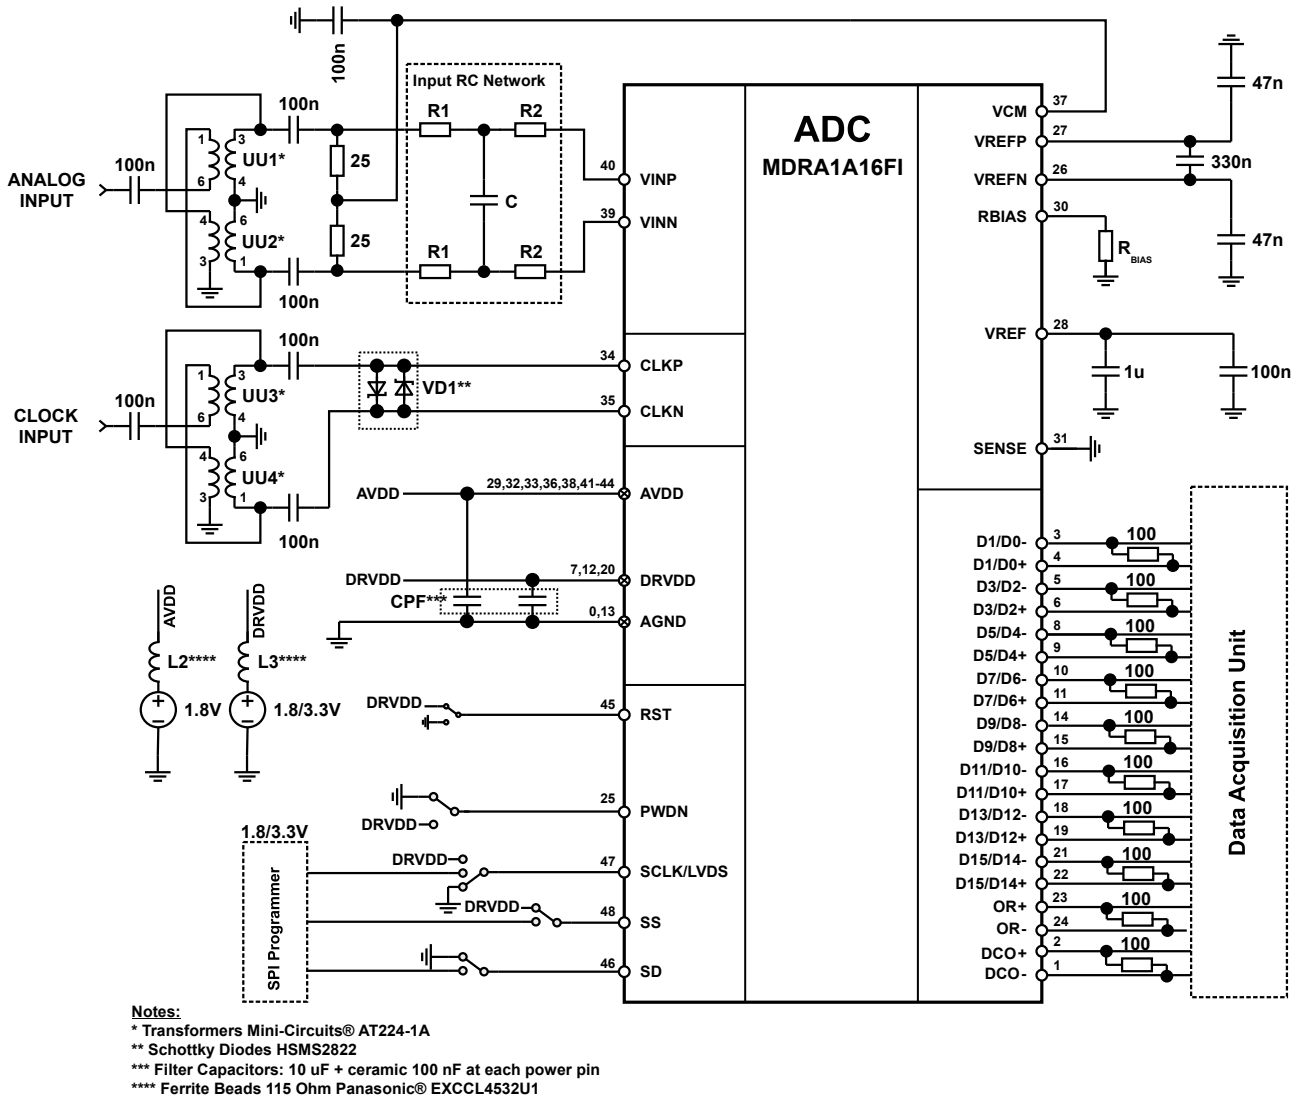 100n
Input RC Network
R1
R2
100n
ANALOG
INPUT
100n
1
3
UU1*
6
4
4
6
UU2*
3
1
100n
25
25
C
R1
R2
40
VINP
39
VINN
ADC
MDRA1A16FI
VCM
37
VREFP
27
VREFN
26
RBIAS
30
47n
330n
47n
R BIAS
VREF
28
1u
100n
SENSE
31
CLOCK
INPUT
100n
100n
1
3
UU3*
6
4
4
6
UU4*
3
1
100n
VD1**
34
CLKP
35
CLKN
AVDD
29,32,33,36,38,41-44
AVDD
DRVDD
7,12,20
DRVDD
CPF***
0,13
AGND
AVDD
DRVDD
L2****
L3****
1.8V
1.8/3.3V
DRVDD
45
RST
25
PWDN
DRVDD
1.8/3.3V
SPI Programmer
DRVDD
47
SCLK/LVDS
DRVDD
48
SS
46
SD
D1/D0-
3
100
D1/D0+
4
D3/D2-
5
100
D3/D2+
6
D5/D4-
8
100
D5/D4+
9
D7/D6-
10
100
D7/D6+
11
D9/D8-
14
100
D9/D8+
15
D11/D10-
16
100
D11/D10+
17
D13/D12-
18
100
D13/D12+
19
D15/D14-
21
100
D15/D14+
22
OR+
23
100
OR-
24
DCO+
2
100
DCO-
1
Data Acquisition Unit
Notes:
* Transformers Mini-Circuits® AT224-1A
** Schottky Diodes HSMS2822
*** Filter Capacitors: 10 uF + ceramic 100 nF at each power pin
**** Ferrite Beads 115 Ohm Panasonic® EXCCL4532U1